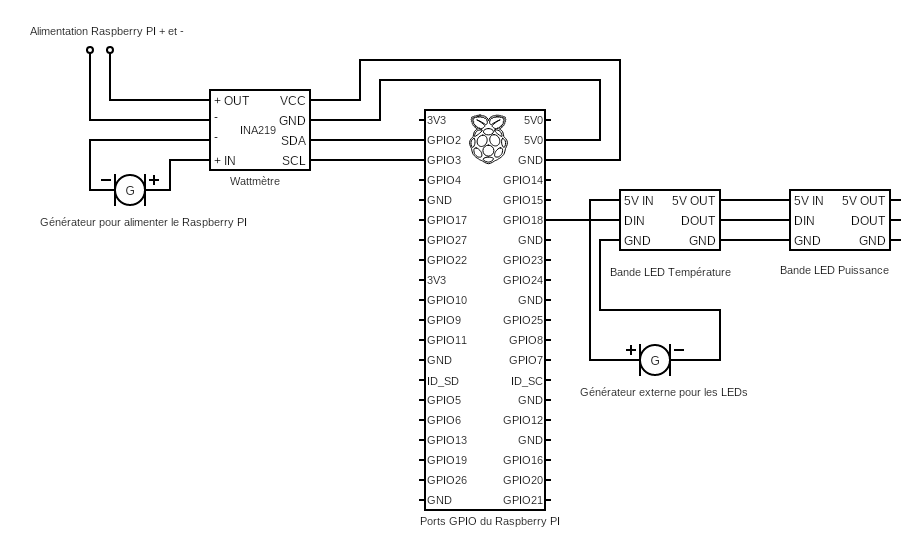 Alimentation Raspberry PI + et -
+ OUT VCC
- GND
INA219
- SDA
+ IN SCL
Wattmètre
G
Générateur pour alimenter le Raspberry PI
3V3 5V0
GPIO2 5V0
GPIO3 GND
GPIO4 GPIO14
GND GPIO15
GPIO17 GPIO18
GPIO27 GND
GPIO22 GPIO23
3V3 GPIO24
GPIO10 GND
GPIO9 GPIO25
GPIO11 GPIO8
GND GPIO7
ID_SD ID_SC
GPIO5 GND
GPIO6 GPIO12
GPIO13 GND
GPIO19 GPIO16
GPIO26 GPIO20
GND GPIO21
Ports GPIO du Raspberry PI
5V IN 5V OUT
DIN DOUT
GND GND
Bande LED Température
5V IN 5V OUT
DIN DOUT
GND GND
Bande LED Puissance
+ -
G
Générateur externe pour les LEDs